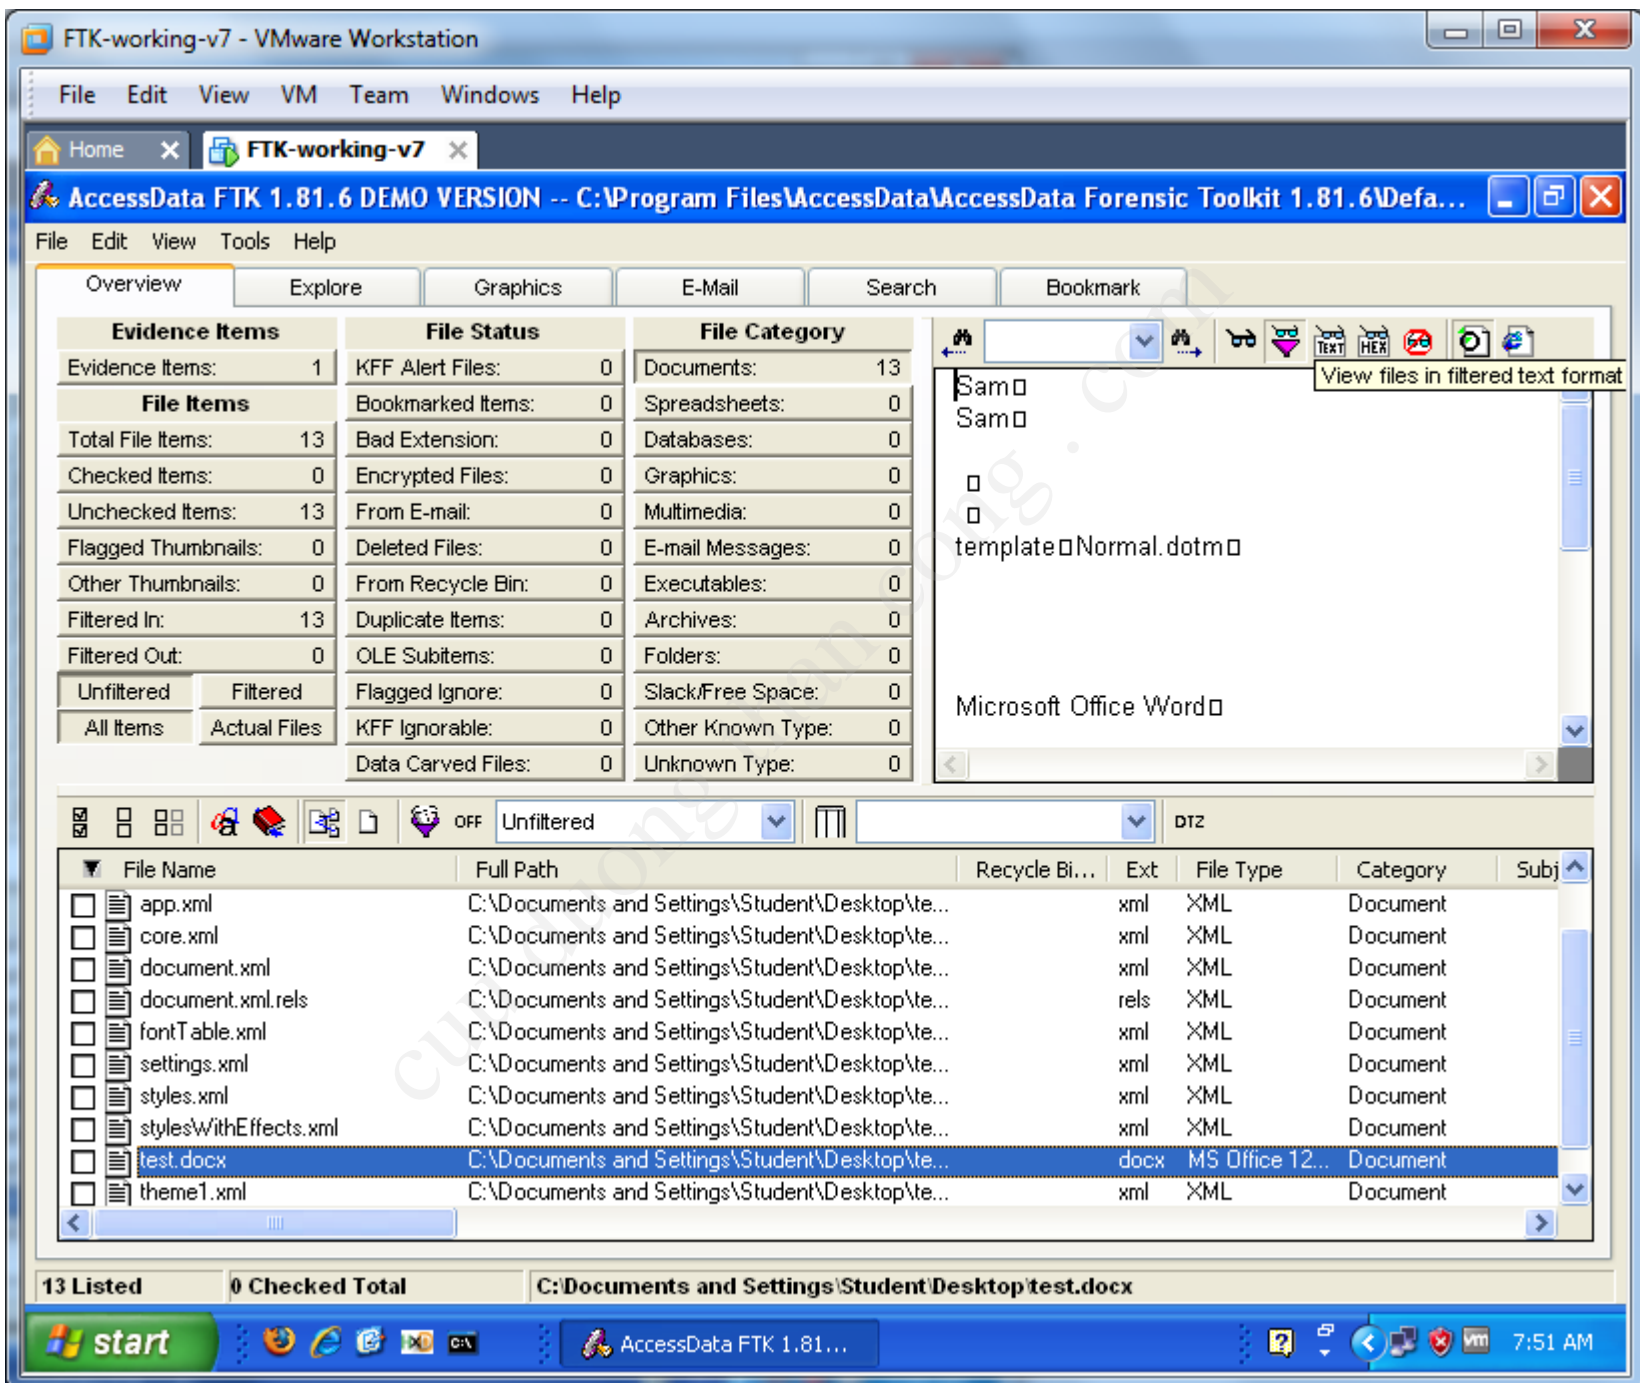 FTK-working-v7 - VMware Workstation
File Edit View VM Team Windows Help
Home FTK-working-v7
AccessData FTK 1.81.6 DEMO VERSION -- C:\Program Files\AccessData\AccessData Forensic Toolkit 1.81.6\Defa...
File Edit View Tools Help
Overview Explore Graphics E-Mail Search Bookmark
Evidence Items
Evidence Items: 1
File Items
Total File Items: 13
Checked Items: 0
Unchecked Items: 13
Flagged Thumbnails: 0
Other Thumbnails: 0
Filtered In: 13
Filtered Out: 0
Unfiltered Filtered
All Items Actual Files
File Status
KFF Alert Files: 0
Bookmarked Items: 0
Bad Extension: 0
Encrypted Files: 0
From E-mail: 0
Deleted Files: 0
From Recycle Bin: 0
Duplicate Items: 0
OLE Subitems: 0
Flagged Ignore: 0
KFF Ignorable: 0
Data Carved Files: 0
File Category
Documents: 13
Spreadsheets: 0
Databases: 0
Graphics: 0
Multimedia: 0
E-mail Messages: 0
Executables: 0
Archives: 0
Folders: 0
Slack/Free Space: 0
Other Known Type: 0
Unknown Type: 0
TEXT HEX
View files in filtered text format
Sam▯
Sam▯
▯
▯
template▯Normal.dotm▯
Microsoft Office Word▯
OFF Unfiltered DTZ
File Name Full Path Recycle Bi... Ext File Type Category Subj
app.xml C:\Documents and Settings\Student\Desktop\te... xml XML Document
core.xml C:\Documents and Settings\Student\Desktop\te... xml XML Document
document.xml C:\Documents and Settings\Student\Desktop\te... xml XML Document
document.xml.rels C:\Documents and Settings\Student\Desktop\te... rels XML Document
fontTable.xml C:\Documents and Settings\Student\Desktop\te... xml XML Document
settings.xml C:\Documents and Settings\Student\Desktop\te... xml XML Document
styles.xml C:\Documents and Settings\Student\Desktop\te... xml XML Document
stylesWithEffects.xml C:\Documents and Settings\Student\Desktop\te... xml XML Document
test.docx C:\Documents and Settings\Student\Desktop\te... docx MS Office 12... Document
theme1.xml C:\Documents and Settings\Student\Desktop\te... xml XML Document
13 Listed 0 Checked Total C:\Documents and Settings\Student\Desktop\test.docx
start AccessData FTK 1.81... 7:51 AM
cuu duong than cong . com